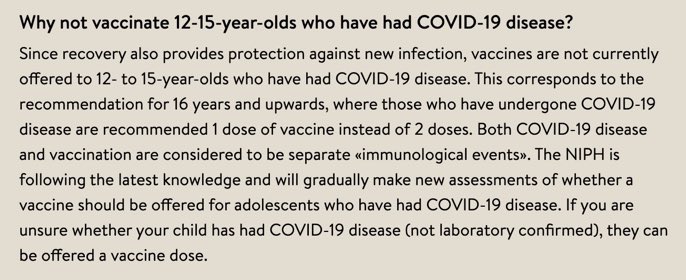 Why not vaccinate 12-15-year-olds who have had COVID-19 disease?
Since recovery also provides protection against new infection, vaccines are not currently
offered to 12- to 15-year-olds who have had COVID-19 disease. This corresponds to the
recommendation for 16 years and upwards, where those who have undergone COVID-19
disease are recommended 1 dose of vaccine instead of 2 doses. Both COVID-19 disease
and vaccination are considered to be separate «immunological events». The NIPH is
following the latest knowledge and will gradually make new assessments of whether a
vaccine should be offered for adolescents who have had COVID-19 disease. If you are
unsure whether your child has had COVID-19 disease (not laboratory confirmed), they can
be offered a vaccine dose.